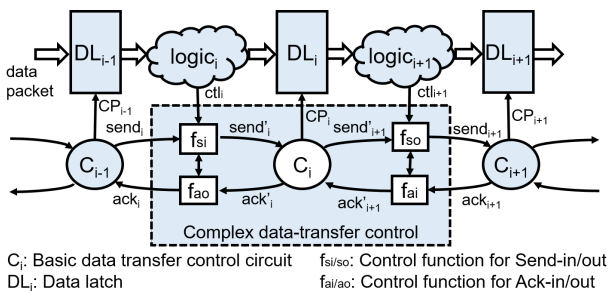 DLi-1 logici DLi logici+1 DLi+1
data packet
ctli ctli+1
CPi-1 CPi CPi+1
sendi send'i send'i+1 sendi+1
fsi fso
Ci-1 Ci Ci+1
fao fai
acki ack'i ack'i+1 acki+1
Complex data-transfer control
Ci: Basic data transfer control circuit fsi/so: Control function for Send-in/out
DLi: Data latch fai/ao: Control function for Ack-in/out